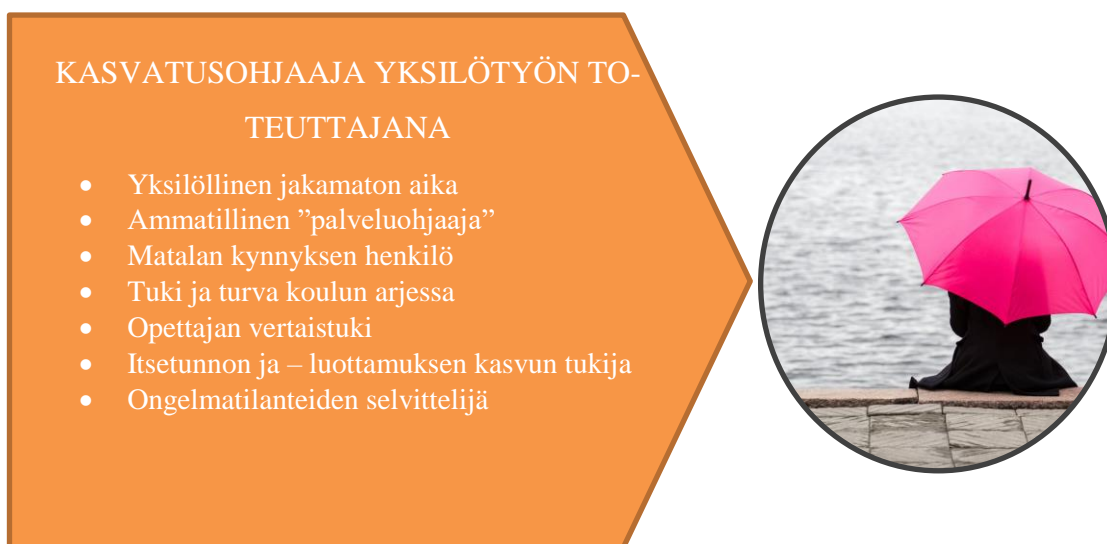 KASVATUSOHJAAJA YKSILÖTYÖN TO-
TEUTTAJANA
• Yksilöllinen jakamaton aika
• Ammatillinen ”palveluohjaaja”
• Matalan kynnyksen henkilö
• Tuki ja turva koulun arjessa
• Opettajan vertaistuki
• Itsetunnon ja – luottamuksen kasvun tukija
• Ongelmatilanteiden selvittelijä